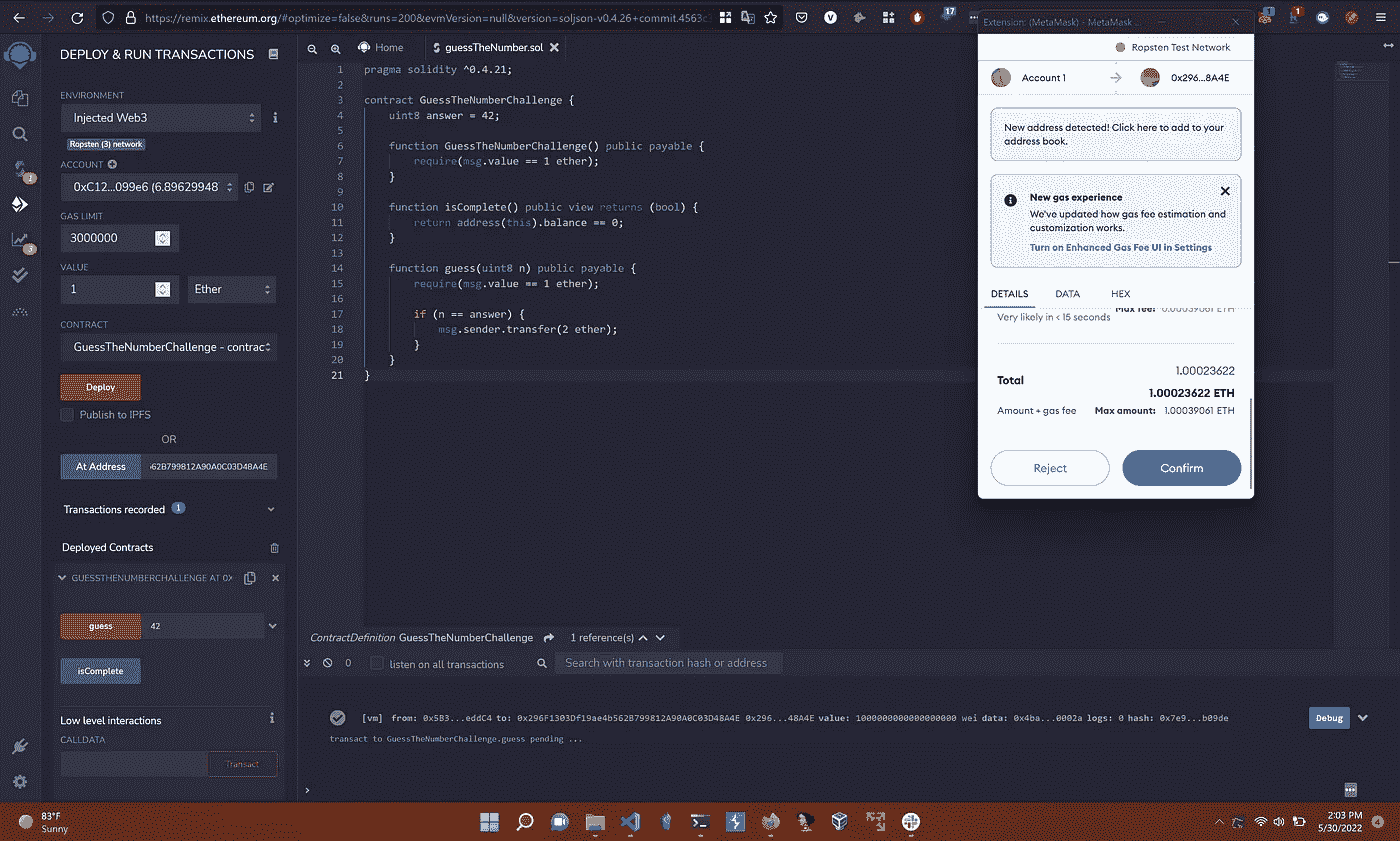 https://remix.ethereum.org/#optimize=false&runs=200&evmVersion=null&version=soljson-v0.4.26+commit.4563c
17
1
1
Extension: (MetaMask) - MetaMask ...
DEPLOY & RUN TRANSACTIONS
ENVIRONMENT
Injected Web3
Ropsten (3) network
ACCOUNT
0xC12...099e6 (6.89629948
GAS LIMIT
3000000
VALUE
1
Ether
CONTRACT
GuessTheNumberChallenge - contrac
Deploy
Publish to IPFS
OR
At Address
62B799812A90A0C03D48A4E
Transactions recorded 1
Deployed Contracts
GUESSTHENUMBERCHALLENGE AT 0X
guess
42
isComplete
Low level interactions
CALLDATA
Transact
1
3
Home
guessTheNumber.sol
1 pragma solidity ^0.4.21;
2
3 contract GuessTheNumberChallenge {
4 uint8 answer = 42;
5
6 function GuessTheNumberChallenge() public payable {
7 require(msg.value == 1 ether);
8 }
9
10 function isComplete() public view returns (bool) {
11 return address(this).balance == 0;
12 }
13
14 function guess(uint8 n) public payable {
15 require(msg.value == 1 ether);
16
17 if (n == answer) {
18 msg.sender.transfer(2 ether);
19 }
20 }
21 }
ContractDefinition GuessTheNumberChallenge
1 reference(s)
0
listen on all transactions
Search with transaction hash or address
[vm] from: 0x5B3...eddC4 to: 0x296F1303Df19ae4b562B799812A90A0C03D48A4E 0x296...48A4E value: 1000000000000000000 wei data: 0x4ba...0002a logs: 0 hash: 0x7e9...b09de
Debug
transact to GuessTheNumberChallenge.guess pending ...
>
Ropsten Test Network
Account 1
0x296...8A4E
New address detected! Click here to add to your
address book.
New gas experience
We've updated how gas fee estimation and
customization works.
Turn on Enhanced Gas Fee UI in Settings
DETAILS
DATA
HEX
Very likely in < 15 seconds
Max fee: 0.00039061 ETH
1.00023622
Total
1.00023622 ETH
Amount + gas fee
Max amount: 1.00039061 ETH
Reject
Confirm
83°F
Sunny
2:03 PM
5/30/2022
4